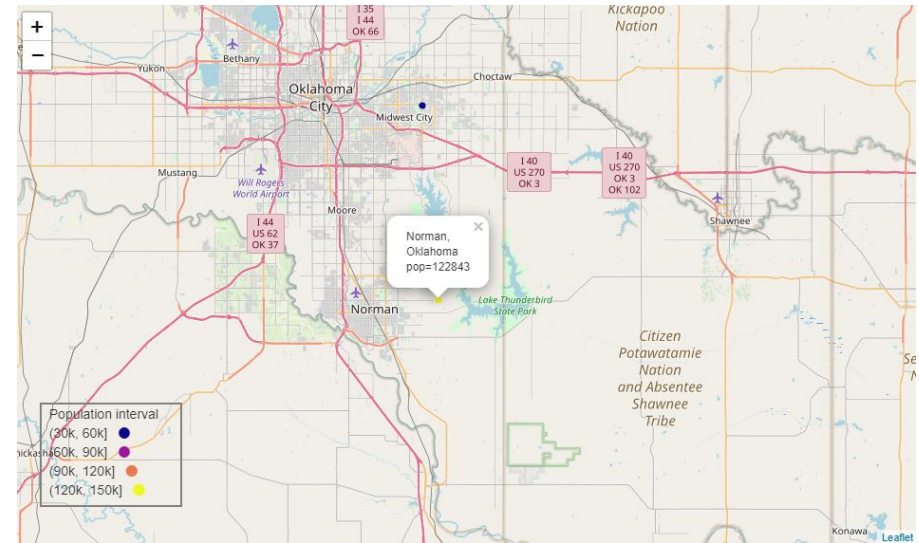 +
−
I 35
I 44
OK 66
Kickapoo
Nation
Bethany
Yukon
Choctaw
Oklahoma
City
Midwest City
I 40
US 270
OK 3
I 40
US 270
OK 3
OK 102
Mustang
Will Rogers
World Airport
Moore
Shawnee
I 44
US 62
OK 37
×
Norman,
Oklahoma
pop=122843
Lake Thunderbird
State Park
Norman
Citizen
Potawatamie
Nation
and Absentee
Shawnee
Tribe
Population interval
(30k, 60k]
(60k, 90k]
(90k, 120k]
(120k, 150k]
Konawa
Leaflet